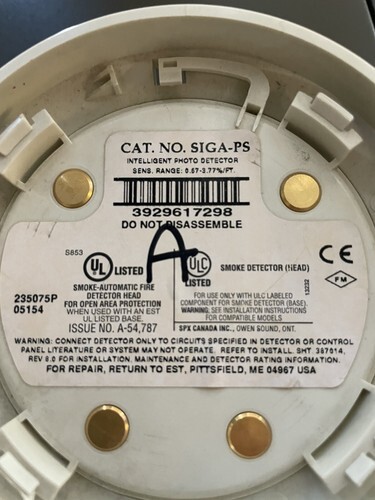 CAT. NO. SIGA-PS
INTELLIGENT PHOTO DETECTOR
SENS. RANGE: 0.67-3.77%/FT.
3929617298
DO NOT DISASSEMBLE
A
S853
UL LISTED
SMOKE-AUTOMATIC FIRE
DETECTOR HEAD
FOR OPEN AREA PROTECTION
WHEN USED WITH AN EST
UL LISTED BASE.
ISSUE NO. A-54,787
235075P
05154
ULC
LISTED
SMOKE DETECTOR (HEAD)
FOR USE ONLY WITH ULC LABELED
COMPONENT FOR SMOKE DETECTOR (BASE).
WARNING: SEE INSTALLATION INSTRUCTIONS
FOR COMPATIBLE MODELS
SPX CANADA INC., OWEN SOUND, ONT.
13232
CE
FM
WARNING: CONNECT DETECTOR ONLY TO CIRCUITS SPECIFIED IN DETECTOR OR CONTROL
PANEL LITERATURE OR SYSTEM MAY NOT OPERATE. REFER TO INSTALL. SHT. 387014,
REV 8.0 FOR INSTALLATION. MAINTENANCE AND DETECTOR RATING INFORMATION.
FOR REPAIR, RETURN TO EST, PITTSFIELD, ME 04967 USA